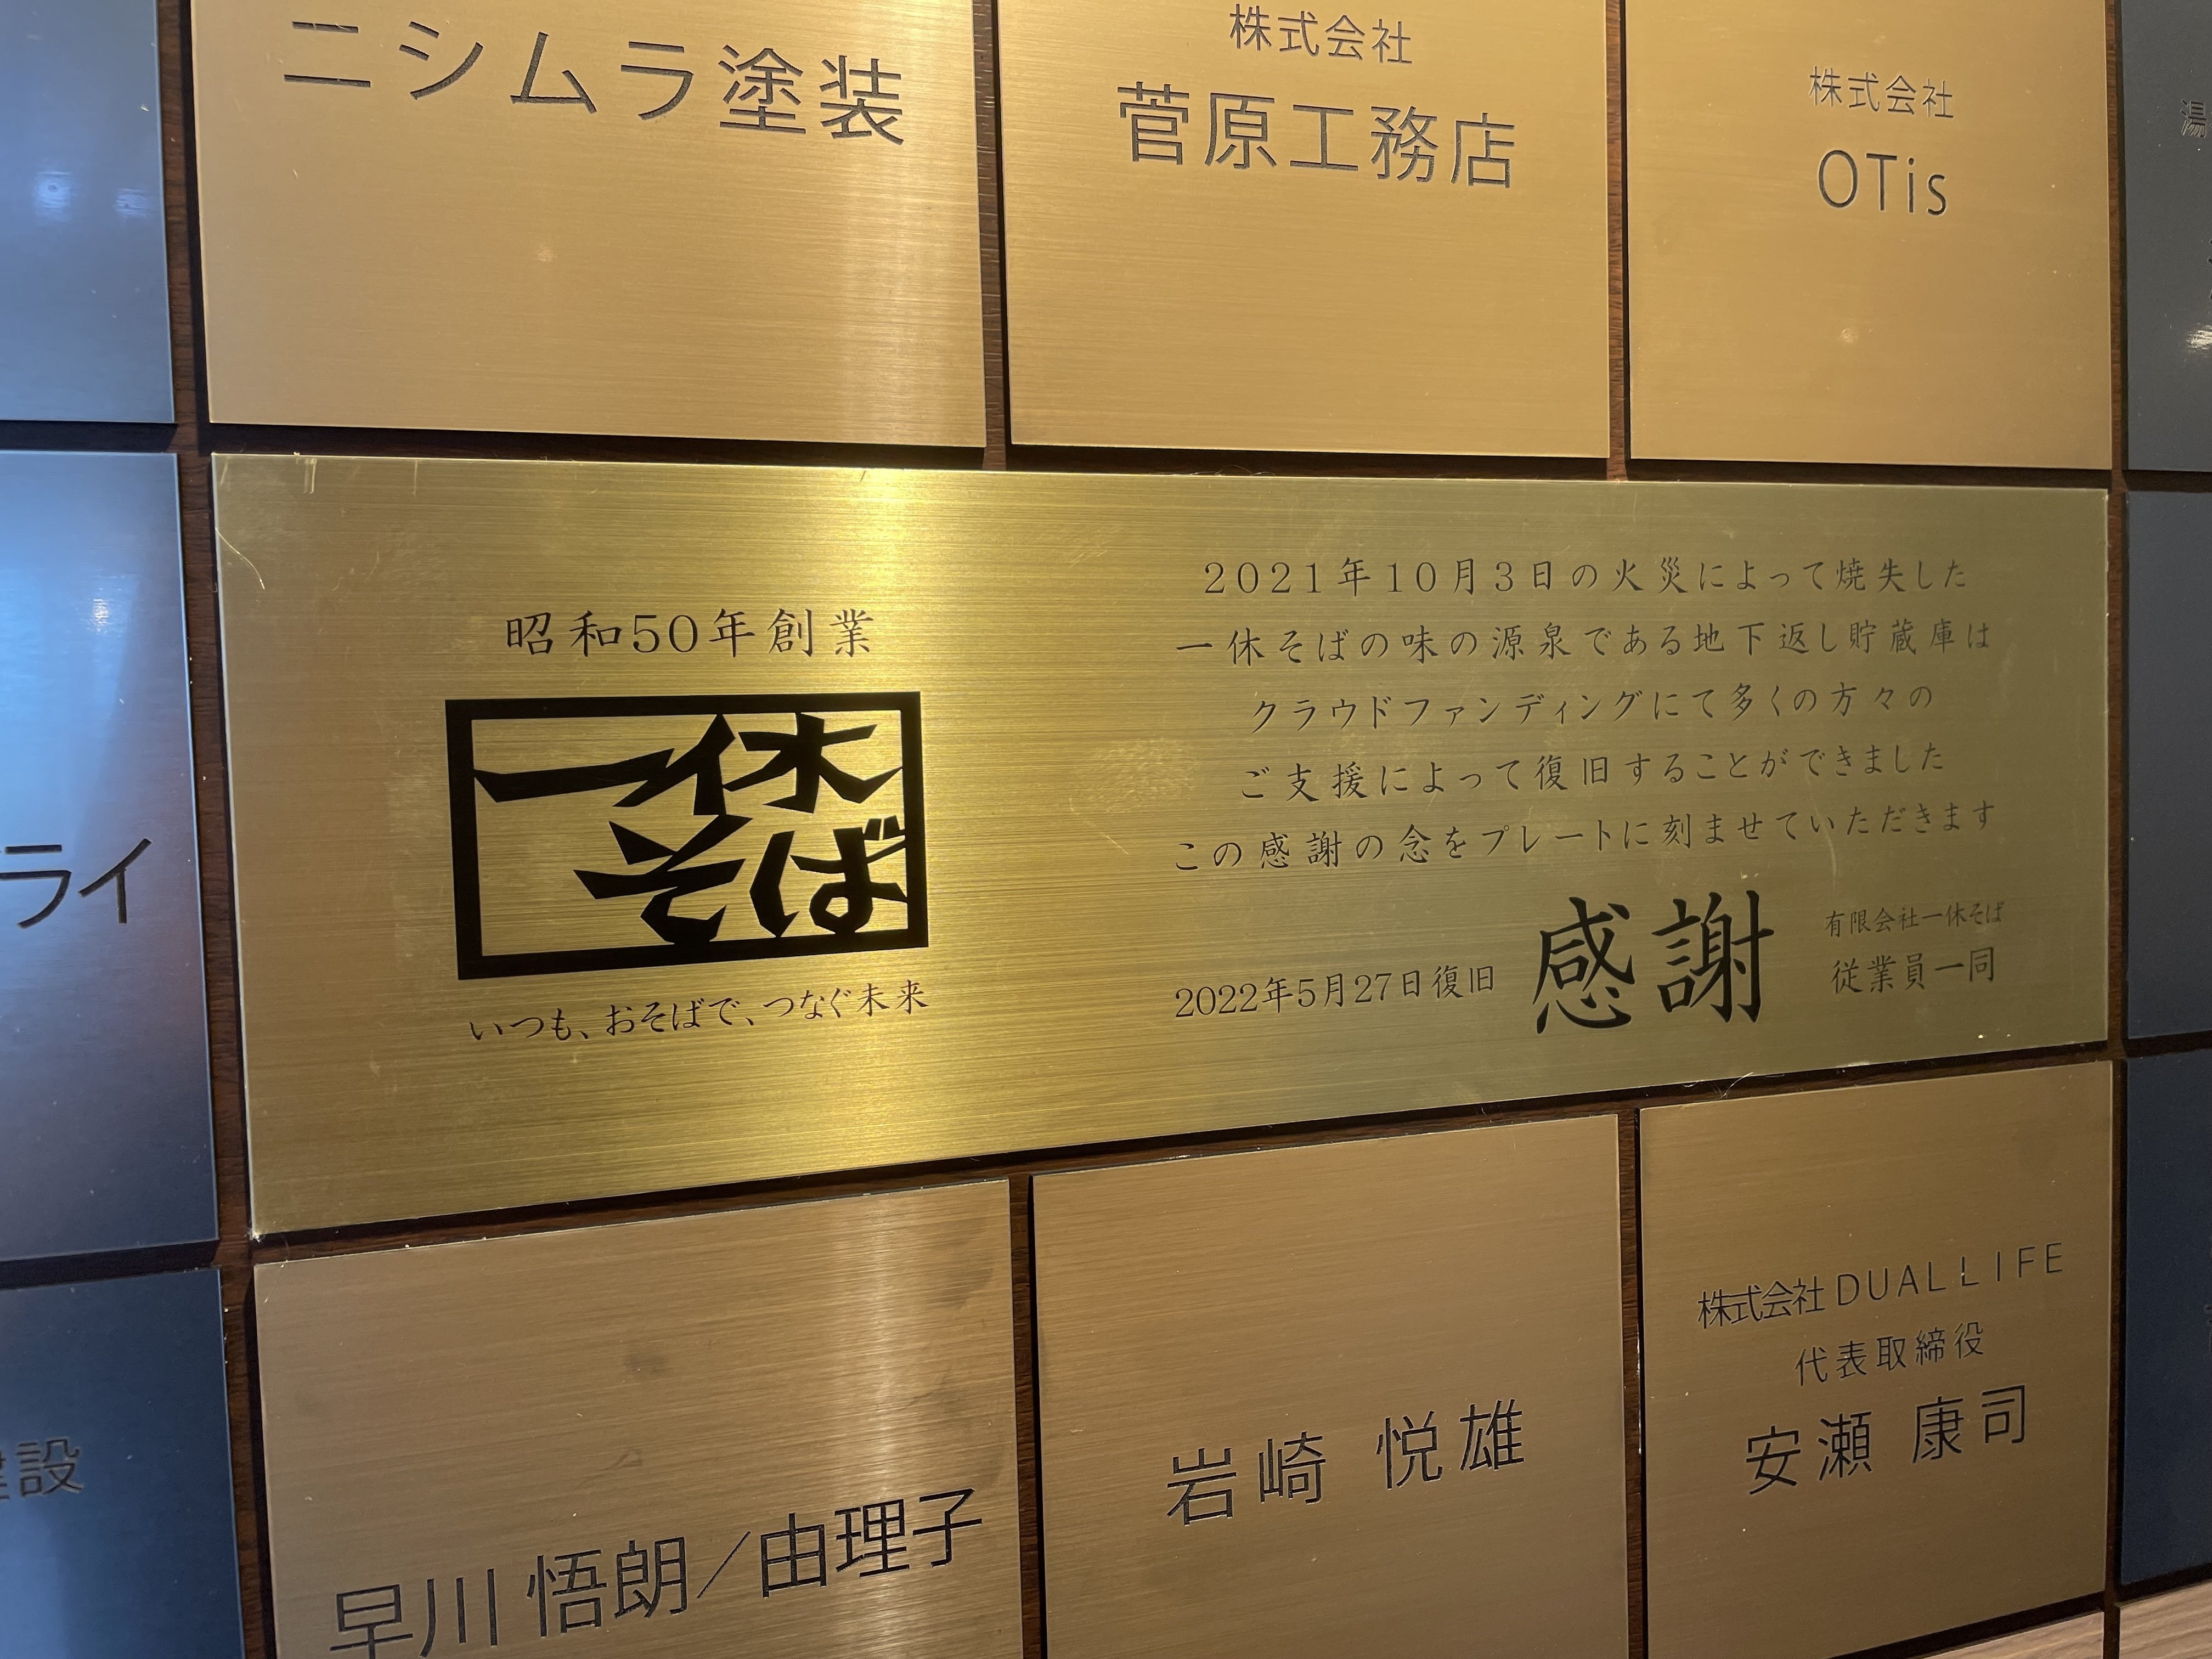 ニシムラ塗装
株式会社
菅原工務店
株式会社
OTis
湯
ライ
昭和50年創業
一休
そば
いつも、おそばで、つなぐ未来
2021年10月3日の火災によって焼失した
一休そばの味の源泉である地下返し貯蔵庫は
クラウドファンディングにて多くの方々の
ご支援によって復旧することができました
この感謝の念をプレートに刻ませていただきます
2022年5月27日復旧
感謝
有限会社一休そば
従業員一同
建設
早川 悟朗／由理子
岩崎 悦雄
株式会社DUAL LIFE
代表取締役
安瀬 康司